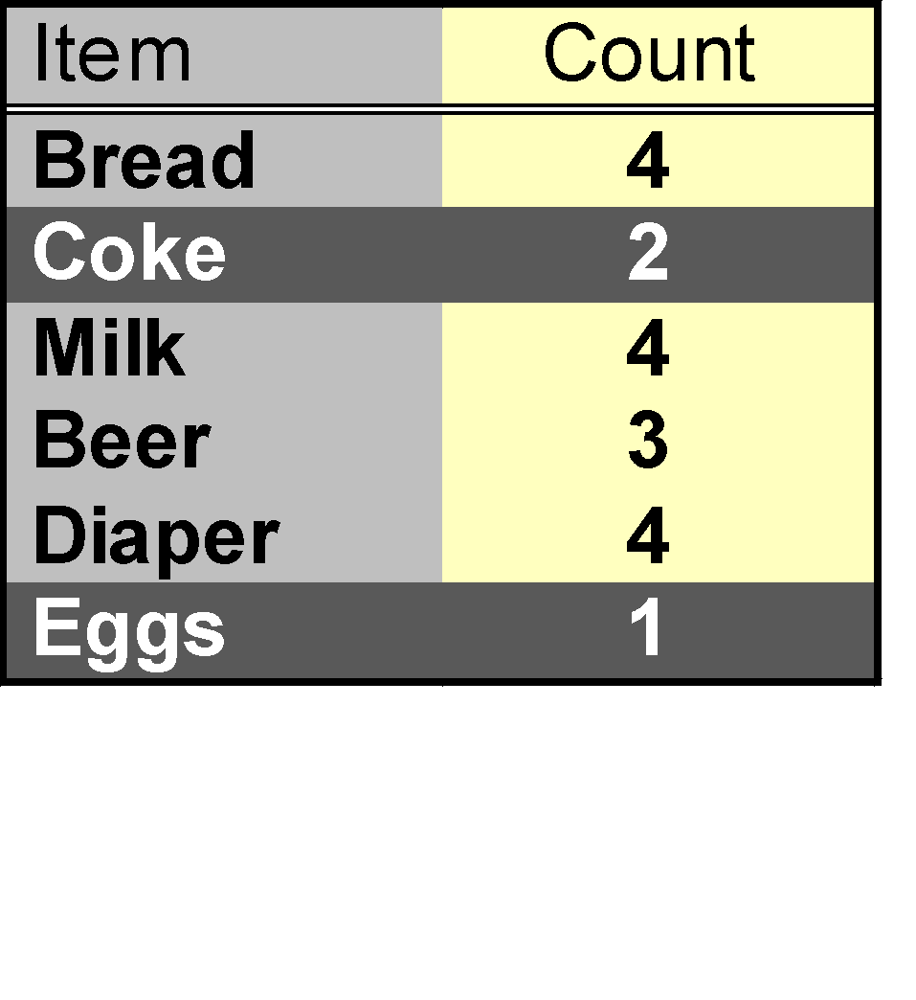 Item Count
Bread 4
Coke 2
Milk 4
Beer 3
Diaper 4
Eggs 1